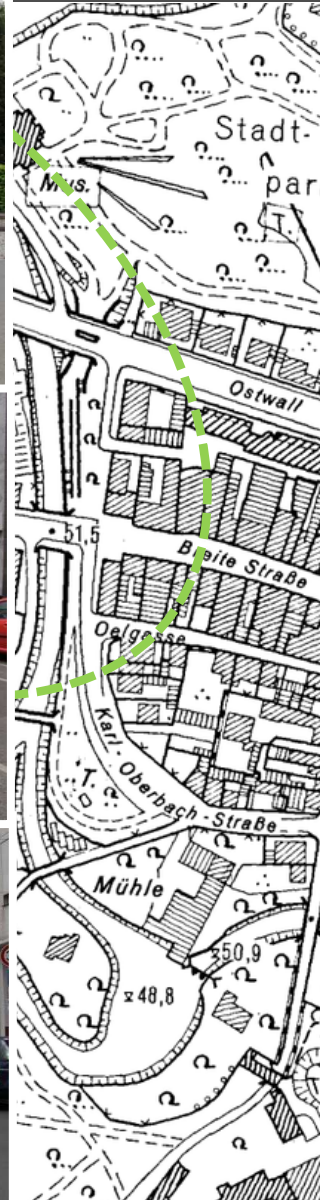 Stadt-
park
Mus.
T.
Ostwall
51,5
Breite Straße
Oelgasse
Karl-Oberbach-Straße
T.
Mühle
50,9
48,8